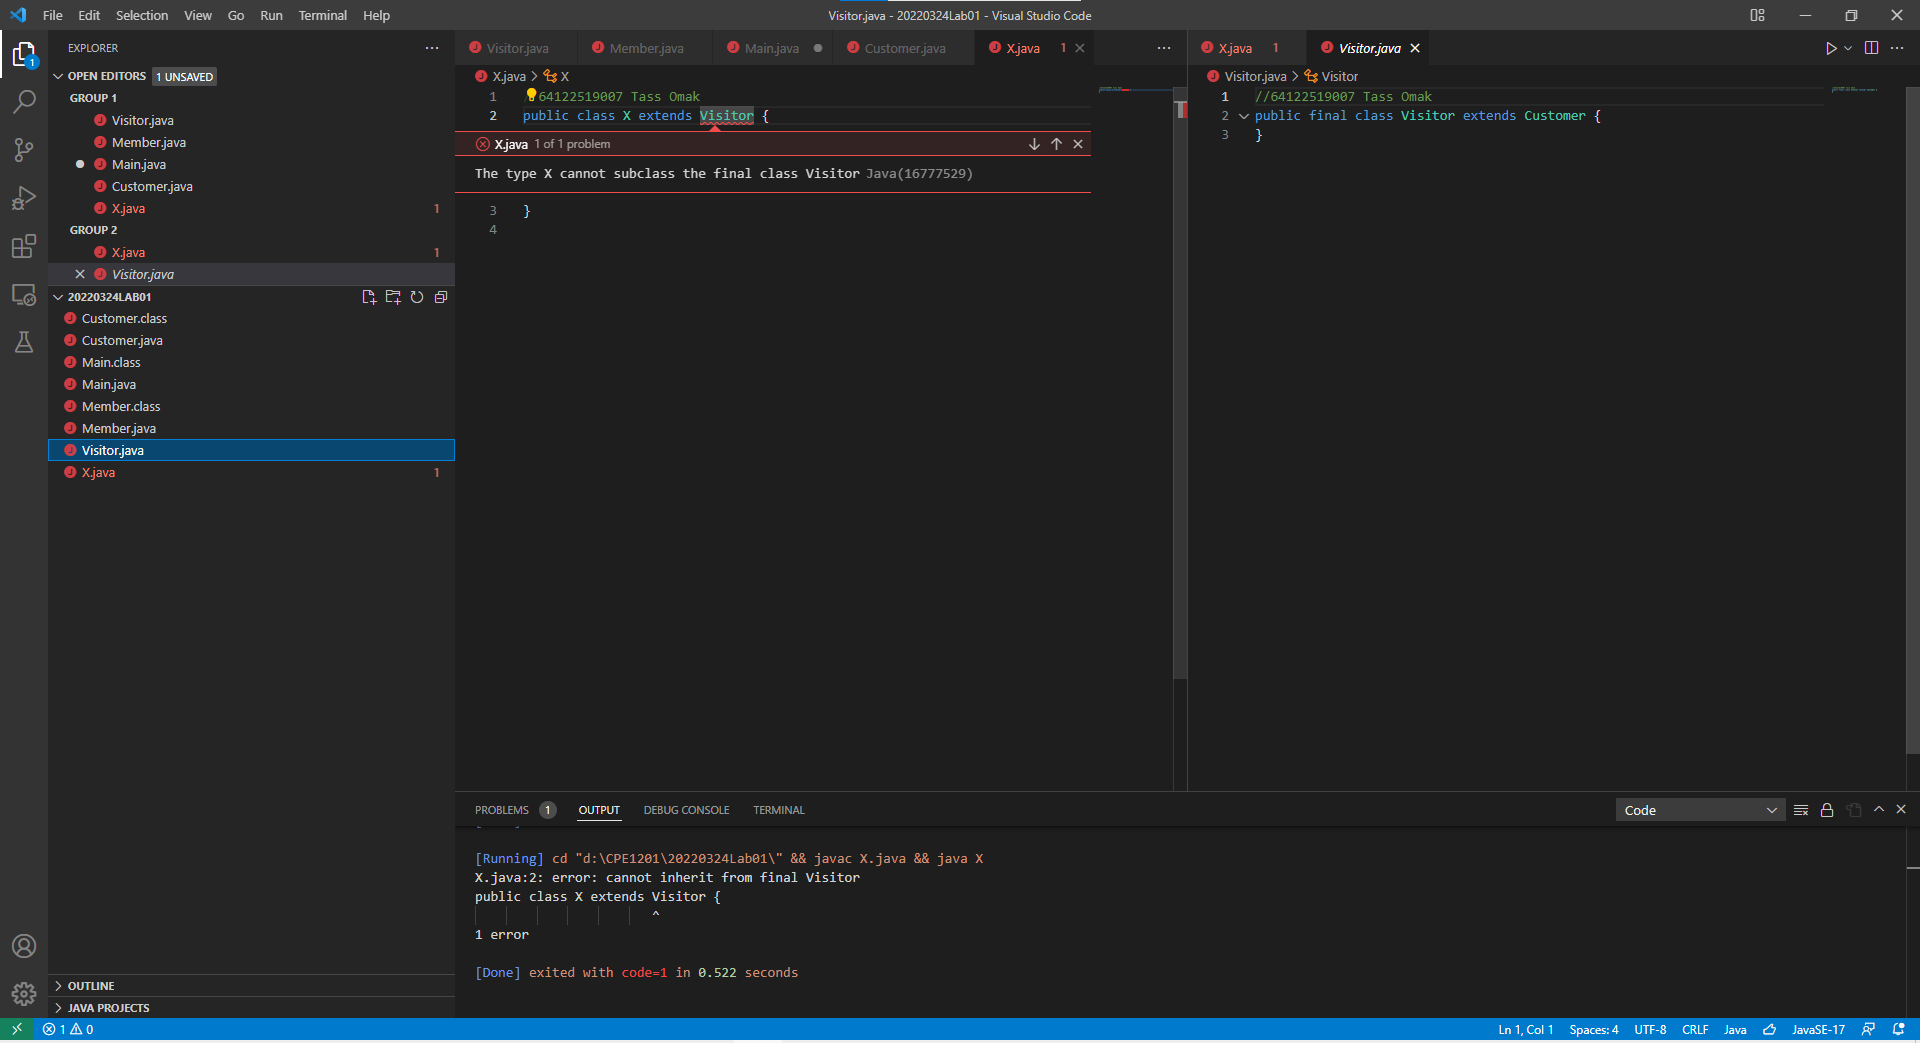 File Edit Selection View Go Run Terminal Help
Visitor.java - 20220324Lab01 - Visual Studio Code
EXPLORER
OPEN EDITORS 1 UNSAVED
GROUP 1
Visitor.java
Member.java
Main.java
Customer.java
X.java 1
GROUP 2
X.java 1
Visitor.java
20220324LAB01
Customer.class
Customer.java
Main.class
Main.java
Member.class
Member.java
Visitor.java
X.java 1
OUTLINE
JAVA PROJECTS
1
Visitor.java Member.java Main.java Customer.java X.java 1
X.java > X
1 64122519007 Tass Omak
2 public class X extends Visitor {
X.java 1 of 1 problem
The type X cannot subclass the final class Visitor Java(16777529)
3 }
4
X.java 1 Visitor.java
Visitor.java > Visitor
1 //64122519007 Tass Omak
2 public final class Visitor extends Customer {
3 }
PROBLEMS 1 OUTPUT DEBUG CONSOLE TERMINAL
Code
[Running] cd "d:\CPE1201\20220324Lab01\" && javac X.java && java X
X.java:2: error: cannot inherit from final Visitor
public class X extends Visitor {
^
1 error
[Done] exited with code=1 in 0.522 seconds
1 0
Ln 1, Col 1 Spaces: 4 UTF-8 CRLF Java JavaSE-17